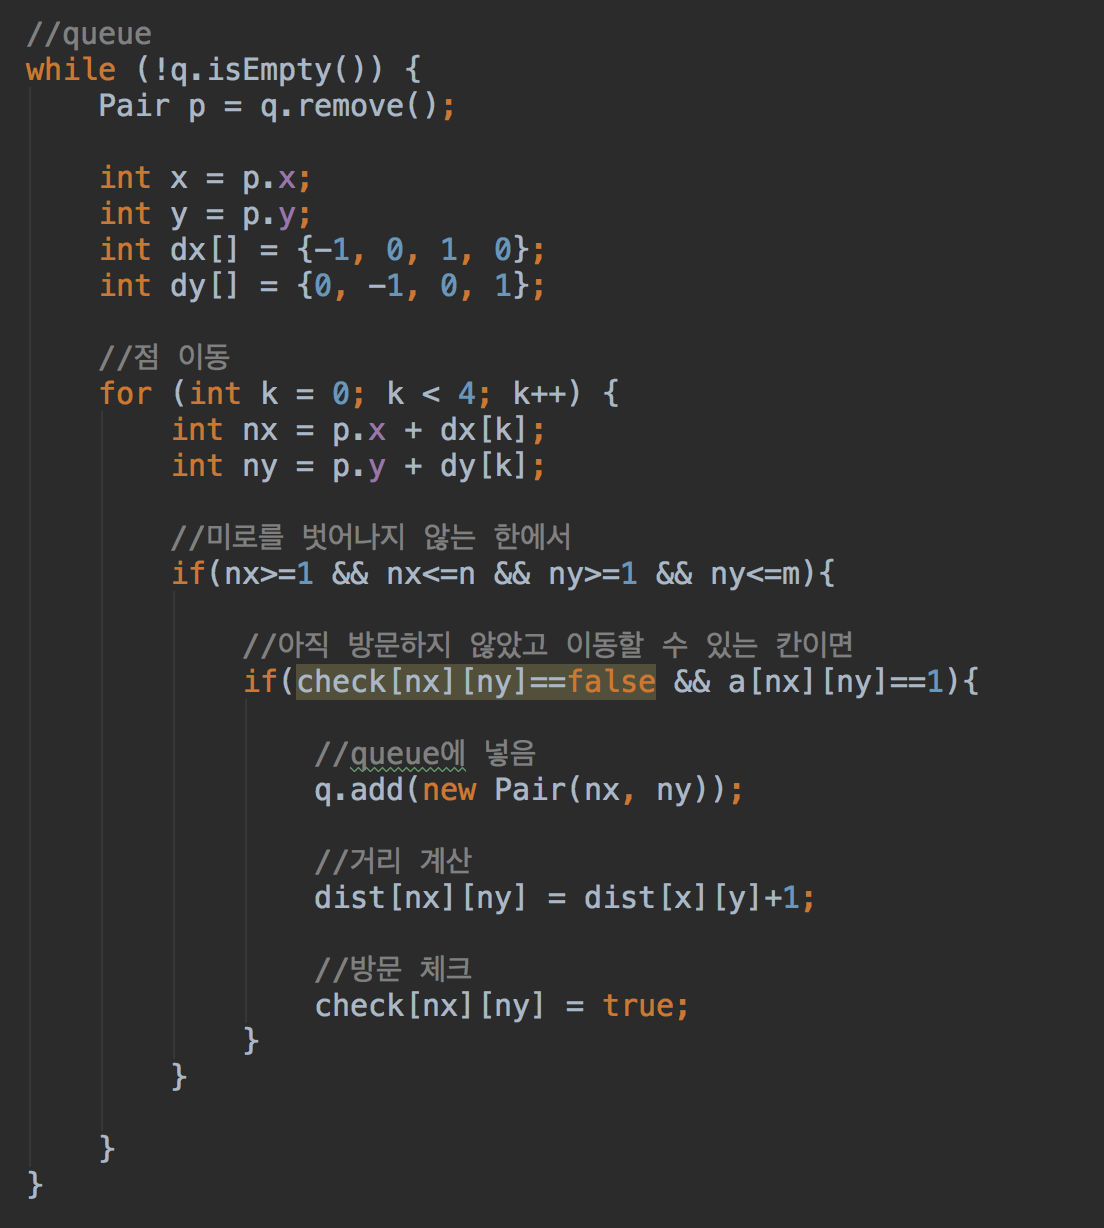 //queue
while (!q.isEmpty()) {
    Pair p = q.remove();

    int x = p.x;
    int y = p.y;
    int dx[] = {-1, 0, 1, 0};
    int dy[] = {0, -1, 0, 1};

    //점 이동
    for (int k = 0; k < 4; k++) {
        int nx = p.x + dx[k];
        int ny = p.y + dy[k];

        //미로를 벗어나지 않는 한에서
        if(nx>=1 && nx<=n && ny>=1 && ny<=m){

            //아직 방문하지 않았고 이동할 수 있는 칸이면
            if(check[nx][ny]==false && a[nx][ny]==1){

                //queue에 넣음
                q.add(new Pair(nx, ny));

                //거리 계산
                dist[nx][ny] = dist[x][y]+1;

                //방문 체크
                check[nx][ny] = true;
            }
        }

    }
}